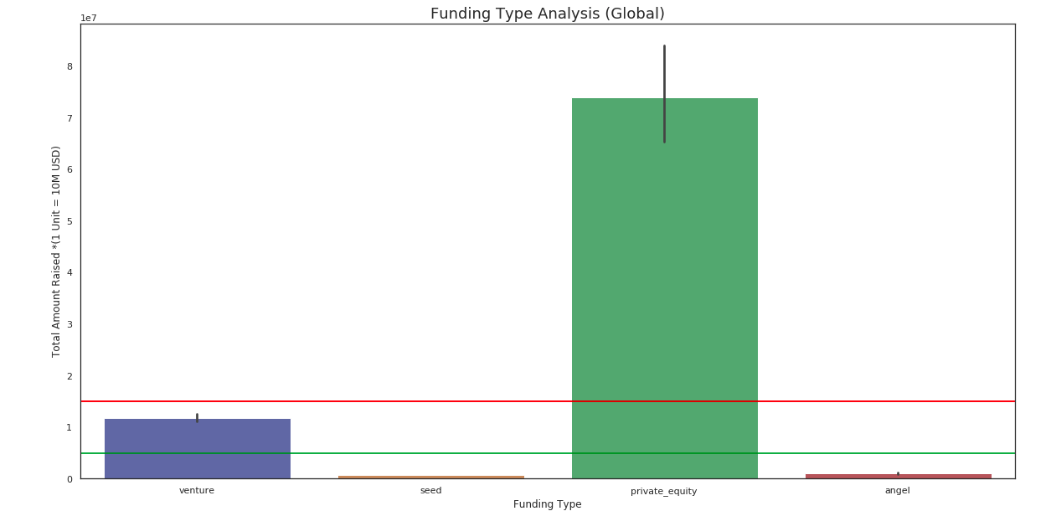 Funding Type Analysis (Global)
1e7
Total Amount Raised *(1 Unit = 10M USD)
8
7
6
5
4
3
2
1
0
venture seed private_equity angel
Funding Type